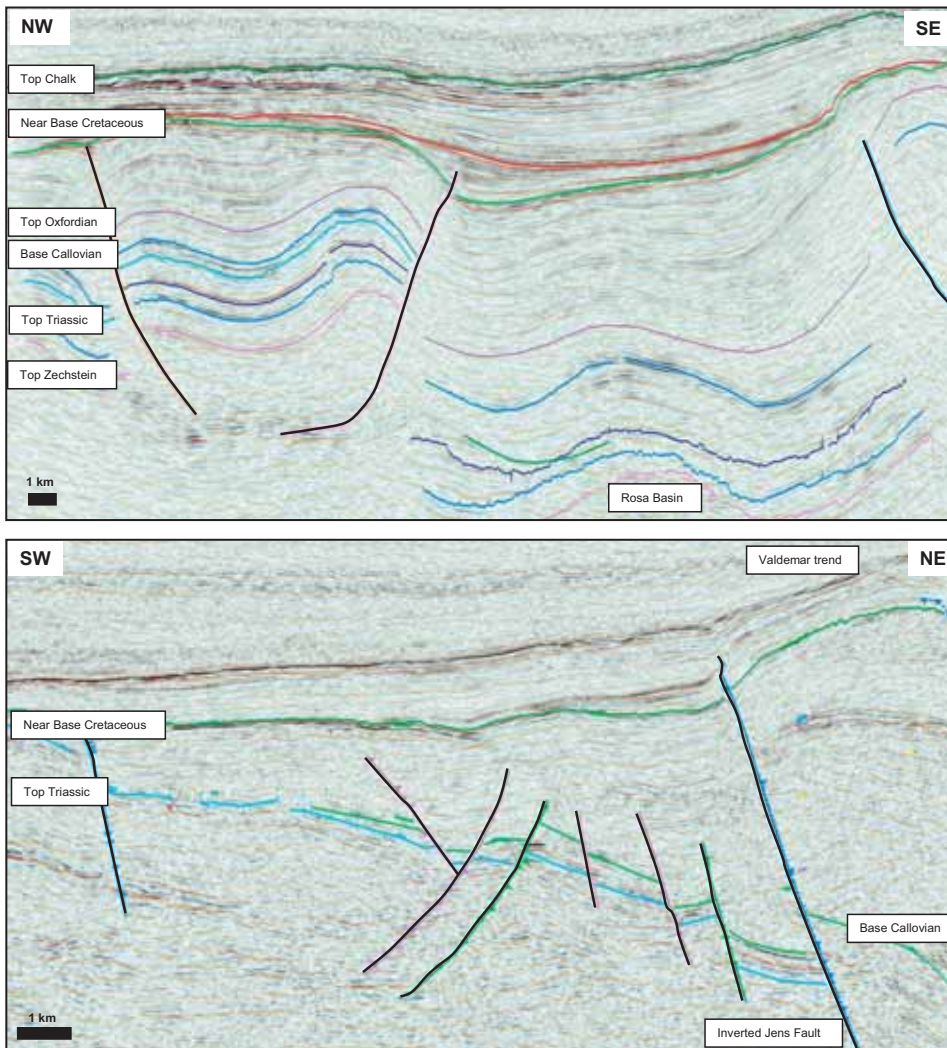 NW
SE
Top Chalk
Near Base Cretaceous
Top Oxfordian
Base Callovian
Top Triassic
Top Zechstein
1 km
Rosa Basin
SW
NE
Valdemar trend
Near Base Cretaceous
Top Triassic
Base Callovian
1 km
Inverted Jens Fault